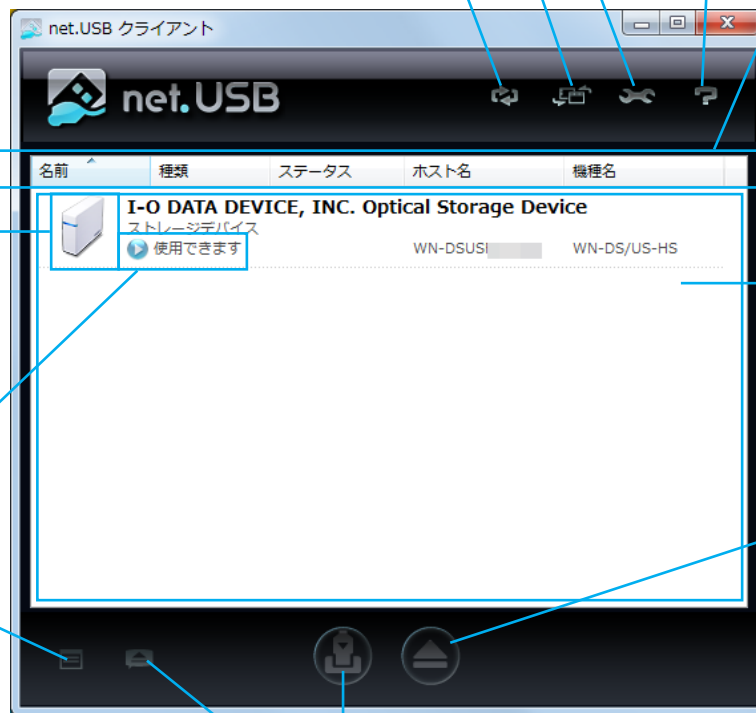 net.USB クライアント
net.USB
名前 種類 ステータス ホスト名 機種名
I-O DATA DEVICE, INC. Optical Storage Device
ストレージデバイス
使用できます WN-DSUS WN-DS/US-HS